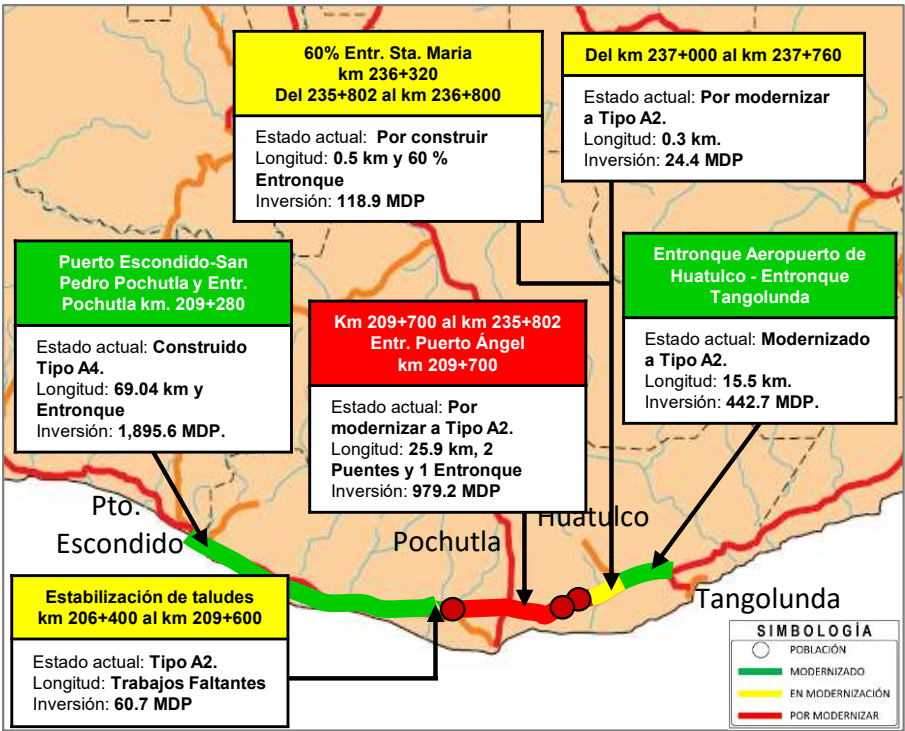 60% Entr. Sta. Maria
km 236+320
Del 235+802 al km 236+800
Estado actual: Por construir
Longitud: 0.5 km y 60 %
Entronque
Inversión: 118.9 MDP
Del km 237+000 al km 237+760
Estado actual: Por modernizar
a Tipo A2.
Longitud: 0.3 km.
Inversión: 24.4 MDP
Puerto Escondido-San
Pedro Pochutla y Entr.
Pochutla km. 209+280
Estado actual: Construido
Tipo A4.
Longitud: 69.04 km y
Entronque
Inversión: 1,895.6 MDP.
Km 209+700 al km 235+802
Entr. Puerto Ángel
km 209+700
Estado actual: Por
modernizar a Tipo A2.
Longitud: 25.9 km, 2
Puentes y 1 Entronque
Inversión: 979.2 MDP
Entronque Aeropuerto de
Huatulco - Entronque
Tangolunda
Estado actual: Modernizado
a Tipo A2.
Longitud: 15.5 km.
Inversión: 442.7 MDP.
Pto.
Escondido
Pochutla
Huatulco
Tangolunda
Estabilización de taludes
km 206+400 al km 209+600
Estado actual: Tipo A2.
Longitud: Trabajos Faltantes
Inversión: 60.7 MDP
SIMBOLOGÍA
POBLACIÓN
MODERNIZADO
EN MODERNIZACIÓN
POR MODERNIZAR